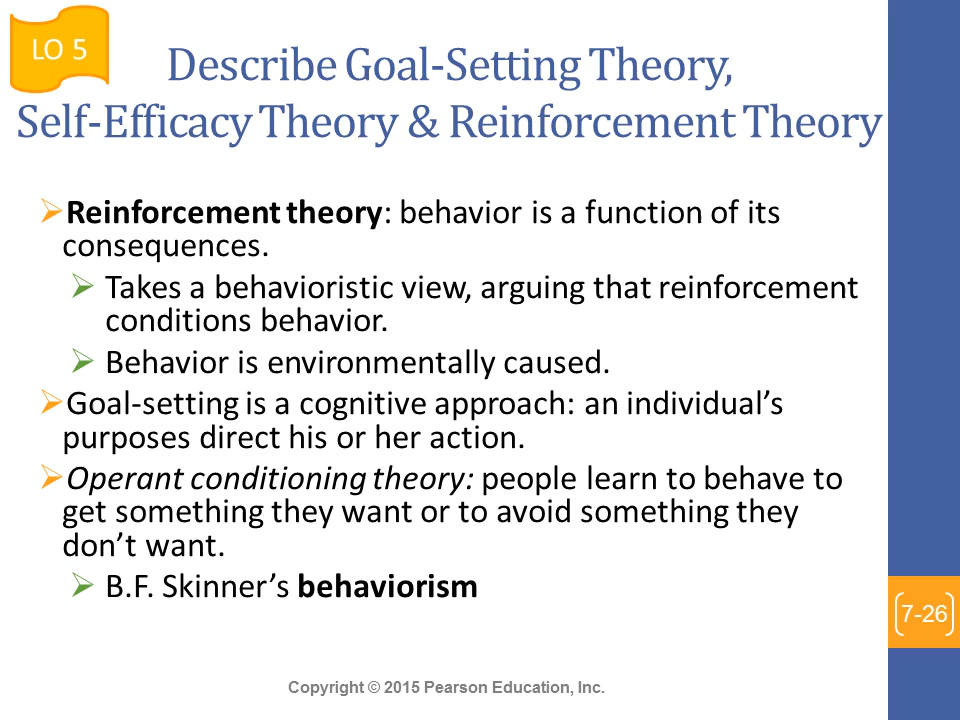 LO 5
Describe Goal-Setting Theory,
Self-Efficacy Theory & Reinforcement Theory
Reinforcement theory: behavior is a function of its
consequences.
Takes a behavioristic view, arguing that reinforcement
conditions behavior.
Behavior is environmentally caused.
Goal-setting is a cognitive approach: an individual’s
purposes direct his or her action.
Operant conditioning theory: people learn to behave to
get something they want or to avoid something they
don’t want.
B.F. Skinner’s behaviorism
7-26
Copyright © 2015 Pearson Education, Inc.